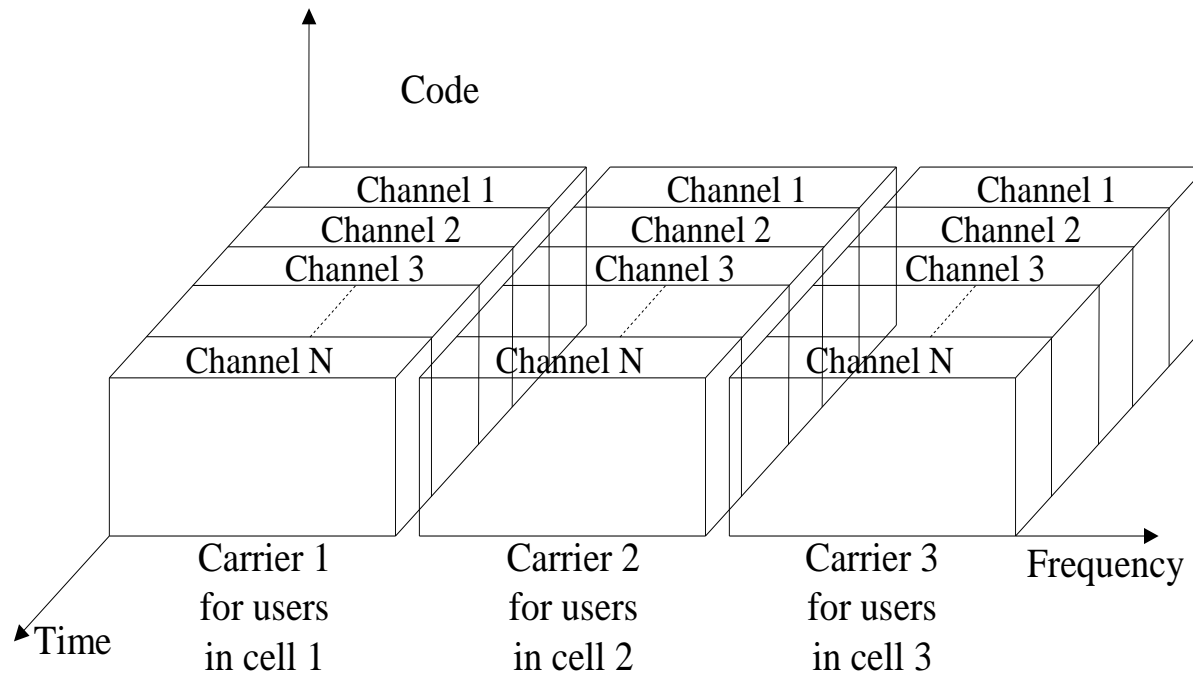 Code
Channel 1
Channel 1
Channel 1
Channel 2
Channel 2
Channel 2
Channel 3
Channel 3
Channel 3
Channel N
Channel N
Channel N
Carrier 1
for users
in cell 1
Carrier 2
for users
in cell 2
Carrier 3
for users
in cell 3
Frequency
Time